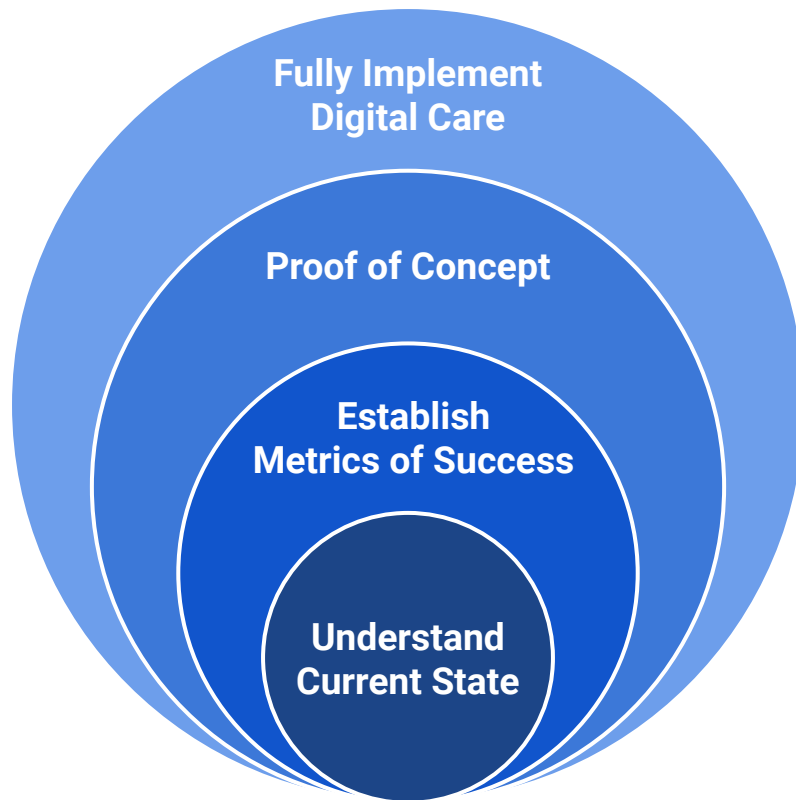 Fully Implement
Digital Care
Proof of Concept
Establish
Metrics of Success
Understand
Current State